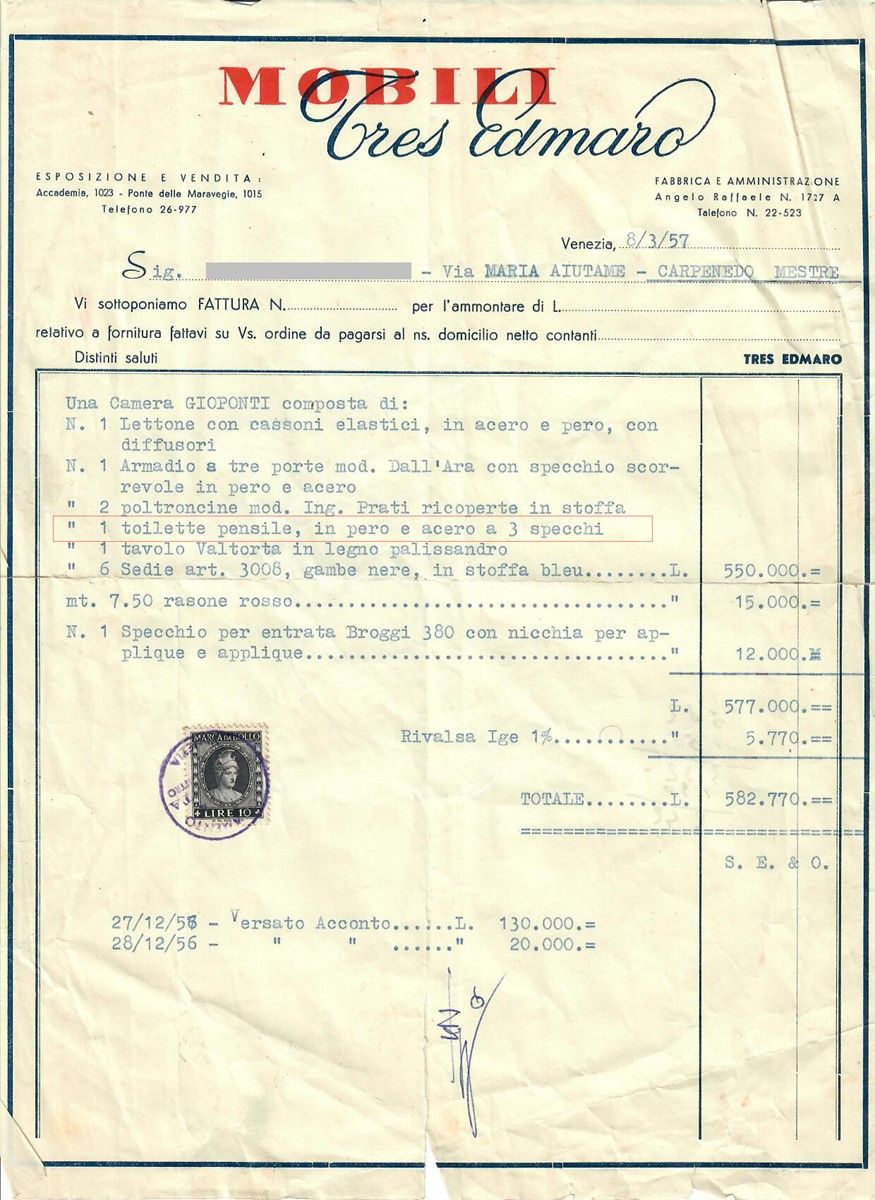 MOBILI
Tres Edmaro
ESPOSIZIONE E VENDITA:
Accademia, 1023 - Ponte delle Maravegie, 1015
Telefono 26-977
FABBRICA E AMMINISTRAZIONE
Angelo Raffaele N. 1727 A
Telefono N. 22-523
Venezia, 8/3/57
Sig. - Via MARIA AIUTAME - CARPENEDO MESTRE
Vi sottoponiamo FATTURA N. per l'ammontare di L.
relativo a fornitura fattavi su Vs. ordine da pagarsi al ns. domicilio netto contanti
Distinti saluti TRES EDMARO
Una Camera GIOPONTI composta di:
N. 1 Lettone con cassoni elastici, in acero e pero, con
diffusori
N. 1 Armadio a tre porte mod. Dall'Ara con specchio scor-
revole in pero e acero
" 2 poltroncine mod. Ing. Prati ricoperte in stoffa
" 1 toilette pensile, in pero e acero a 3 specchi
" 1 tavolo Valtorta in legno palissandro
" 6 Sedie art. 3008, gambe nere, in stoffa bleu........L. 550.000.=
mt. 7.50 rasone rosso....................................." 15.000.=
N. 1 Specchio per entrata Broggi 380 con nicchia per ap-
plique e applique...................................." 12.000.=
L. 577.000.==
Rivalsa Ige 1%..........." 5.770.==
TOTALE........L. 582.770.==
S. E. & O.
MARCA DA BOLLO
LIRE 10
27/12/56 - Versato Acconto......L. 130.000.=
28/12/56 - " " ......" 20.000.=